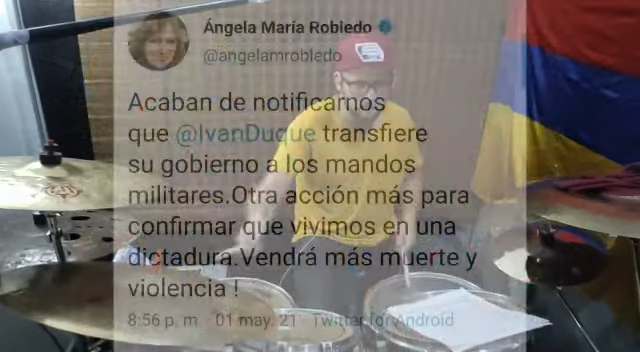 Ángela María Robledo
@angelamrobledo
Acaban de notificarnos
que @IvanDuque transfiere
su gobierno a los mandos
militares.Otra acción más para
confirmar que vivimos en una
dictadura.Vendrá más muerte y
violencia !
8:56 p. m. · 01 may. 21 · Twitter for Android